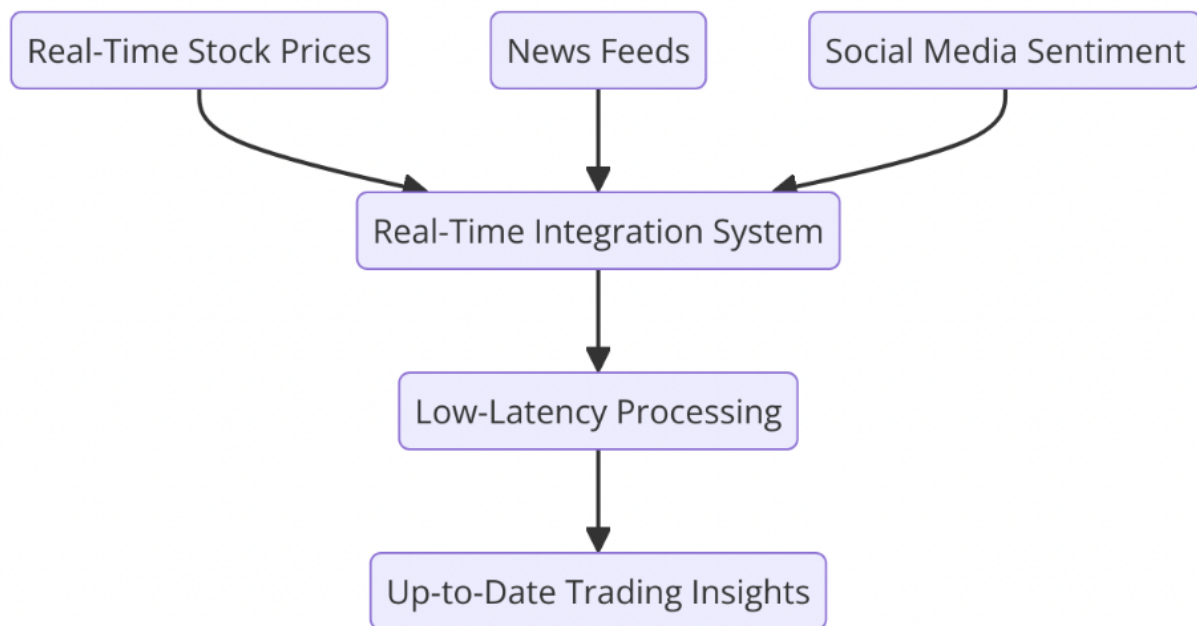 Real-Time Stock Prices
News Feeds
Social Media Sentiment
Real-Time Integration System
Low-Latency Processing
Up-to-Date Trading Insights